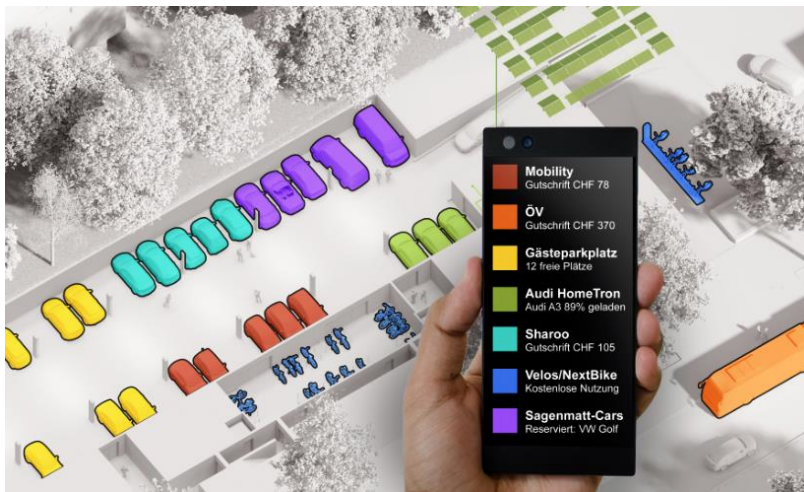 Mobility
Gutschrift CHF 78
ÖV
Gutschrift CHF 370
Gästeparkplatz
12 freie Plätze
Audi HomeTron
Audi A3 89% geladen
Sharoo
Gutschrift CHF 105
Velos/NextBike
Kostenlose Nutzung
Sagenmatt-Cars
Reserviert: VW Golf